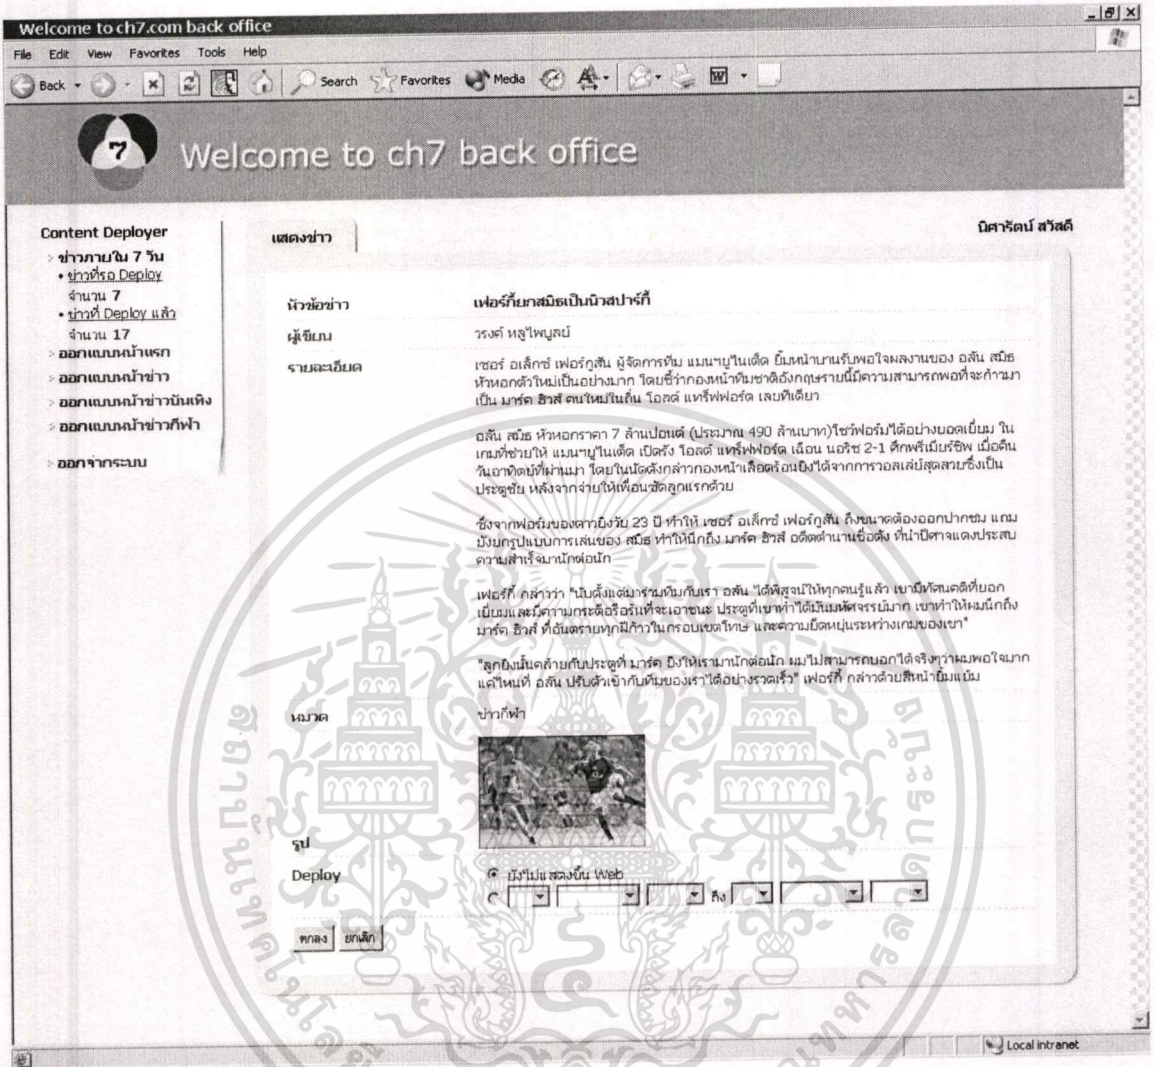 Welcome to ch7.com back office
File Edit View Favorites Tools Help
Back Search Favorites Media
7 Welcome to ch7 back office
Content Deployer
ข่าวภายใน 7 วัน
ข่าวที่รอ Deploy
จำนวน 7
ข่าวที่ Deploy แล้ว
จำนวน 17
ออกแบบหน้าแรก
ออกแบบหน้าข่าว
ออกแบบหน้าข่าวบันเทิง
ออกแบบหน้าข่าวกีฬา
ออกจากระบบ
แสดงข่าว
นิศารัตน์ สวัสดี
หัวข้อข่าว เฟอร์กี้ยกสมิธเป็นนิวสปาร์กี้
ผู้เขียน วรงค์ หลูไพบูลย์
รายละเอียด เซอร์ อเล็กซ์ เฟอร์กูสัน ผู้จัดการทีม แมนฯยูไนเต็ด ยิ้มหน้าบานรับพอใจผลงานของ อลัน สมิธ
หัวหอกตัวใหม่เป็นอย่างมาก โดยชี้ว่ากองหน้าทีมชาติอังกฤษรายนี้มีความสามารถพอที่จะก้าวมา
เป็น มาร์ค ฮิวส์ คนใหม่ในถิ่น โอลด์ แทร็ฟฟอร์ด เลยทีเดียว
อลัน สมิธ หัวหอกราคา 7 ล้านปอนด์ (ประมาณ 490 ล้านบาท)โชว์ฟอร์มได้อย่างยอดเยี่ยม ใน
เกมที่ช่วยให้ แมนฯยูไนเต็ด เปิดรัง โอลด์ แทร็ฟฟอร์ด เฉือน นอริช 2-1 ศึกพรีเมียร์ชิพ เมื่อคืน
วันอาทิตย์ที่ผ่านมา โดยในนัดดังกล่าวกองหน้าเลือดร้อนยิงได้จากการวอลเล่ย์สุดสวยซึ่งเป็น
ประตูชัย หลังจากจ่ายให้เพื่อนซัดลูกแรกด้วย
ซึ่งจากฟอร์มของดาวยิงวัย 23 ปี ทำให้ เซอร์ อเล็กซ์ เฟอร์กูสัน ถึงขนาดต้องออกปากชม แถม
ยังยกรูปแบบการเล่นของ สมิธ ทำให้นึกถึง มาร์ค ฮิวส์ อดีตตำนานชื่อดัง ที่นำปีศาจแดงประสบ
ความสำเร็จมานักต่อนัก
เฟอร์กี้ กล่าวว่า "นับตั้งแต่มาร่วมทีมกับเรา อลัน ได้พิสูจน์ให้ทุกคนรู้แล้ว เขามีทัศนคติที่ยอด
เยี่ยมและมีความกระตือรือร้นที่จะเอาชนะ ประตูที่เขาทำได้มันมหัศจรรย์มาก เขาทำให้ผมนึกถึง
มาร์ค ฮิวส์ ที่อันตรายทุกฝีก้าวในกรอบเขตโทษ และความยืดหยุ่นระหว่างเกมของเขา"
"ลูกยิงนั้นคล้ายกับประตูที่ มาร์ค ยิงให้เรามานักต่อนัก ผมไม่สามารถบอกได้จริงๆว่าผมพอใจมาก
แค่ไหนที่ อลัน ปรับตัวเข้ากับทีมของเราได้อย่างรวดเร็ว" เฟอร์กี้ กล่าวด้วยสีหน้ายิ้มแย้ม
หมวด ข่าวกีฬา
รูป
Deploy ยังไม่แสดงขึ้น Web
ถึง
ตกลง ยกเลิก
Local intranet